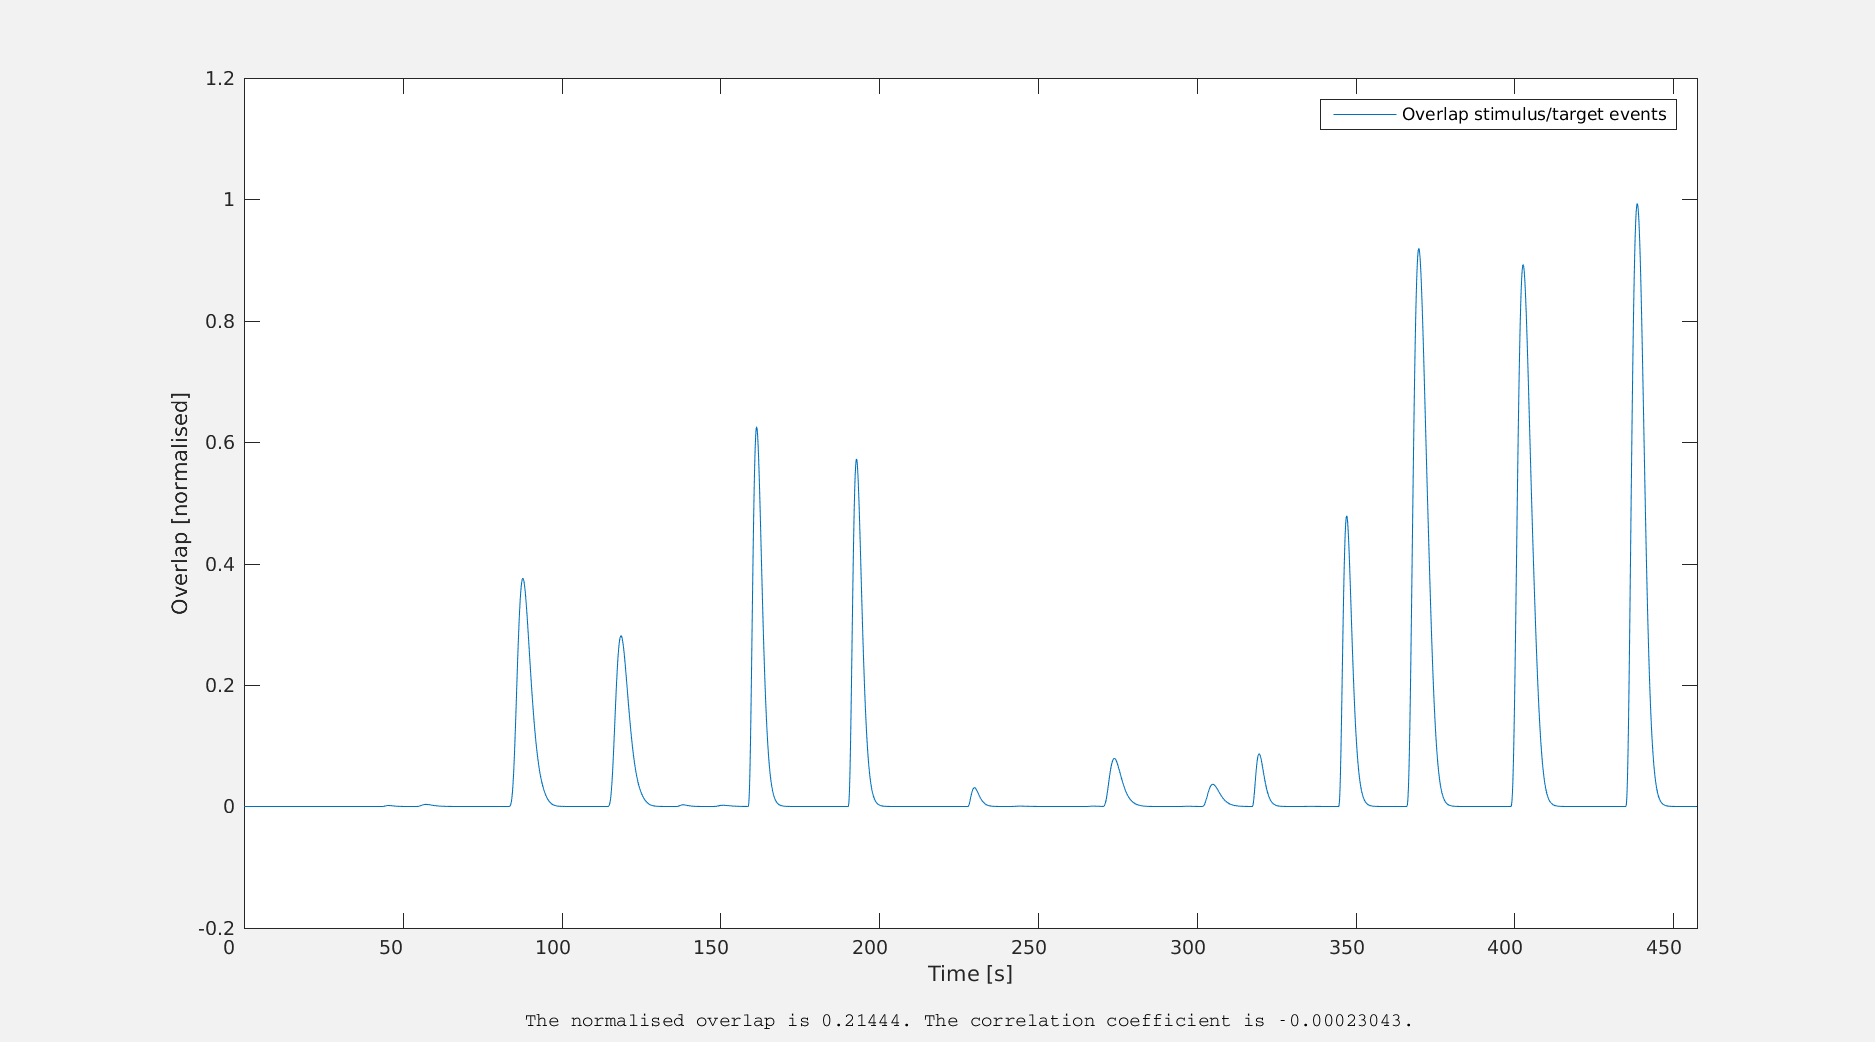 1.2
Overlap stimulus/target events
1
0.8
0.6
0.4
0.2
0
-0.2
Overlap [normalised]
0 50 100 150 200 250 300 350 400 450
Time [s]
The normalised overlap is 0.21444. The correlation coefficient is -0.00023043.